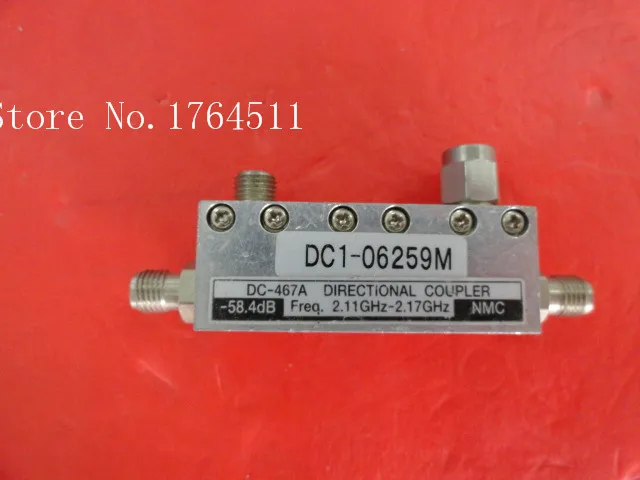 Store No.1764511
DC1-06259M
DC-467A DIRECTIONAL COUPLER
-58.4dB Freq. 2.11GHz~2.17GHz NMC